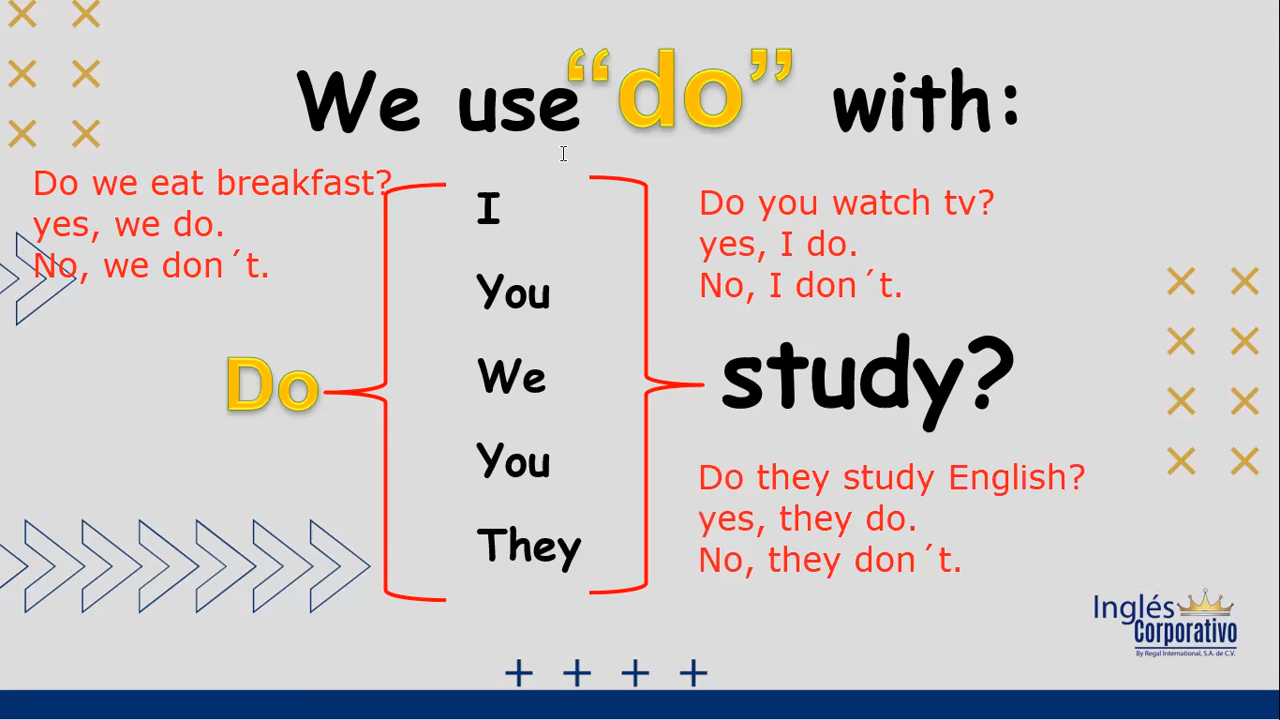 We use “do” with:
Do we eat breakfast?
yes, we do.
No, we don´t.
Do
I
You
We
You
They
Do you watch tv?
yes, I do.
No, I don´t.
study?
Do they study English?
yes, they do.
No, they don´t.
Inglés
Corporativo
By Regal International, S.A. de C.V.